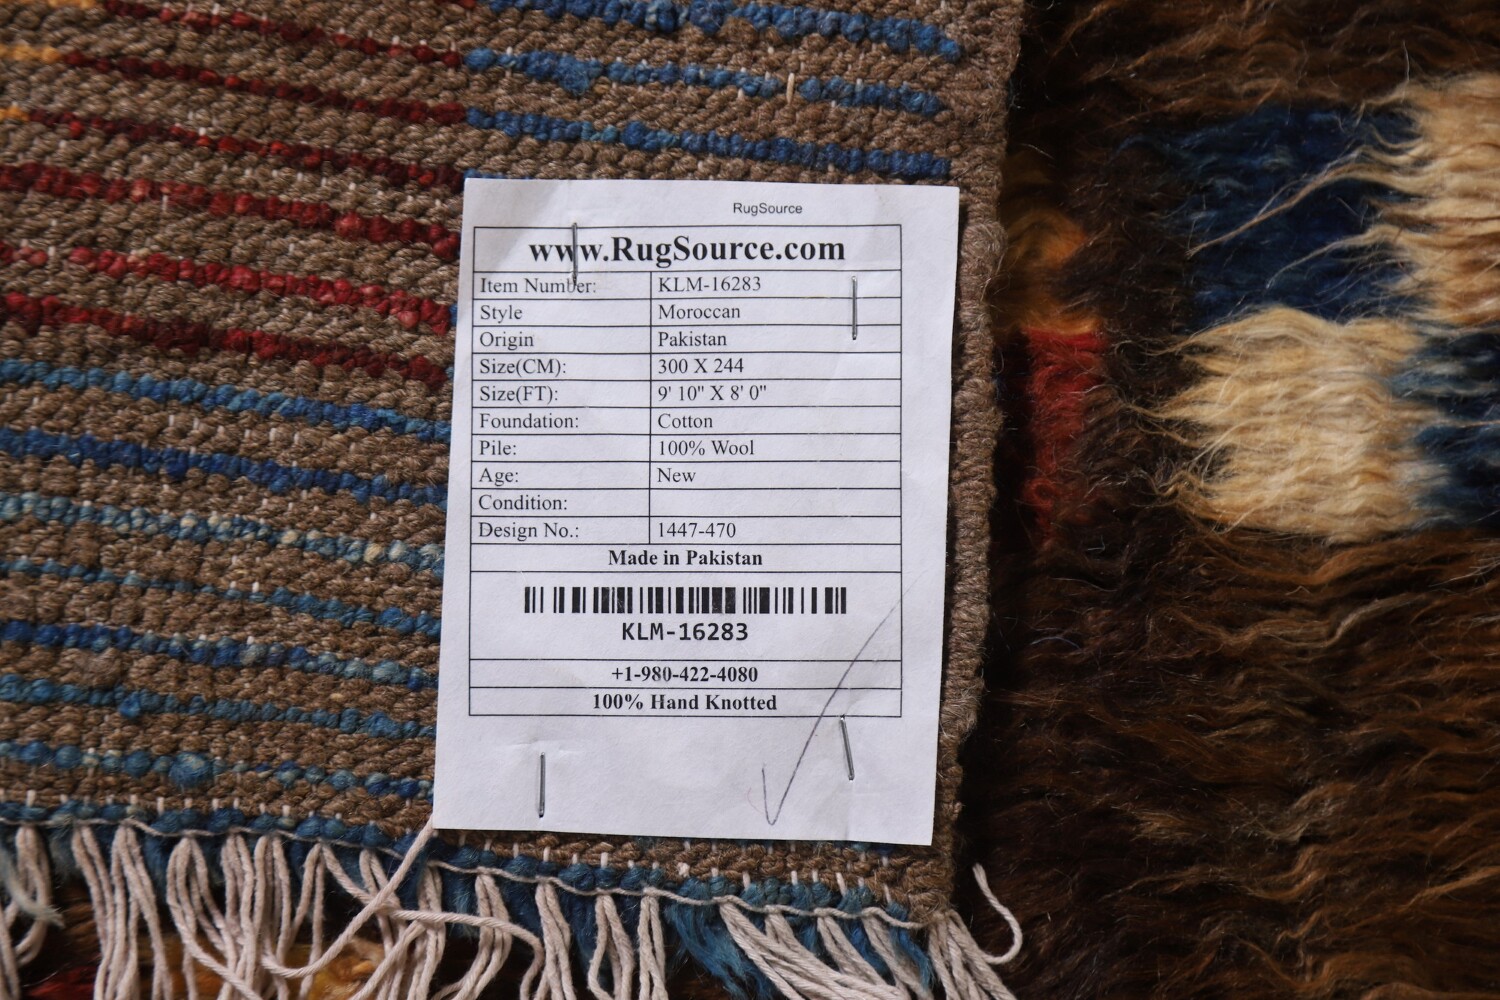 RugSource
www.RugSource.com
Item Number: KLM-16283
Style Moroccan
Origin Pakistan
Size(CM): 300 X 244
Size(FT): 9' 10" X 8' 0"
Foundation: Cotton
Pile: 100% Wool
Age: New
Condition:
Design No.: 1447-470
Made in Pakistan
KLM-16283
+1-980-422-4080
100% Hand Knotted